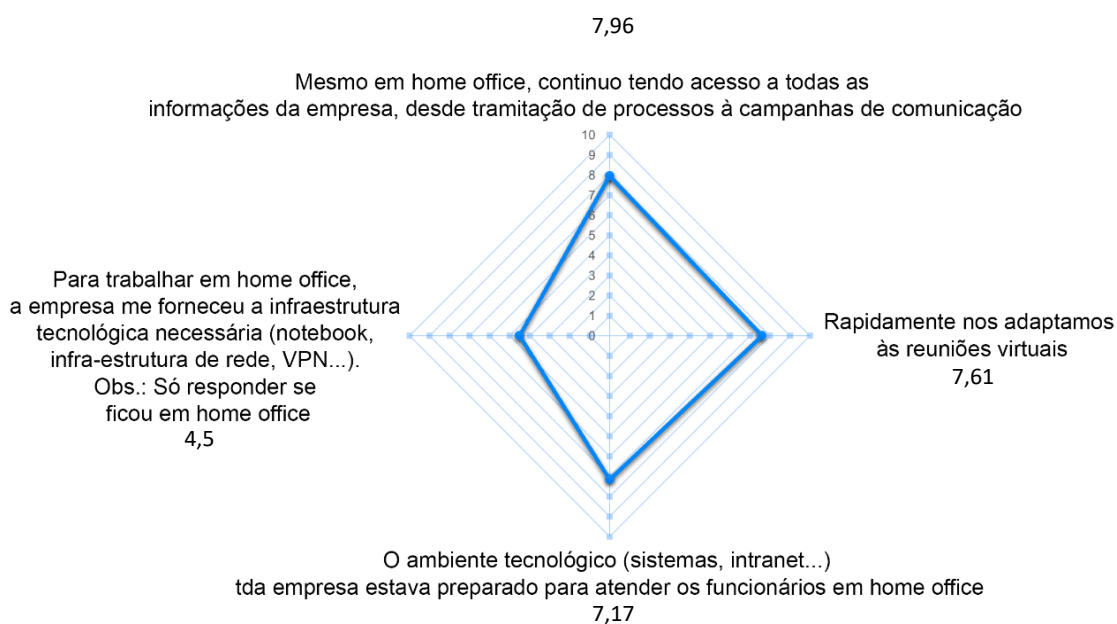 7,96
Mesmo em home office, continuo tendo acesso a todas as
informações da empresa, desde tramitação de processos à campanhas de comunicação
10
9
8
7
6
5
4
3
2
1
0
Para trabalhar em home office,
a empresa me forneceu a infraestrutura
tecnológica necessária (notebook,
infra-estrutura de rede, VPN...).
Obs.: Só responder se
ficou em home office
4,5
Rapidamente nos adaptamos
às reuniões virtuais
7,61
O ambiente tecnológico (sistemas, intranet...)
tda empresa estava preparado para atender os funcionários em home office
7,17